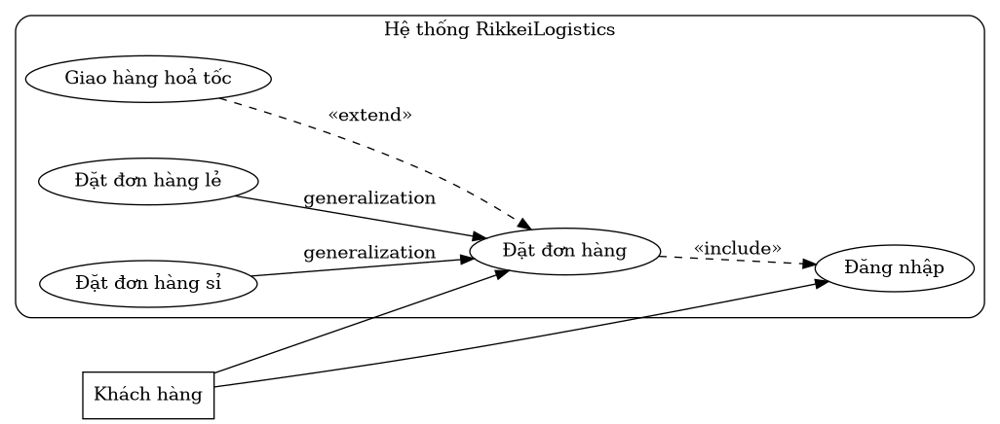 Hệ thống RikkeiLogistics
Giao hàng hoả tốc
«extend»
Đặt đơn hàng lẻ
generalization
Đặt đơn hàng
«include»
generalization
Đăng nhập
Đặt đơn hàng sỉ
Khách hàng